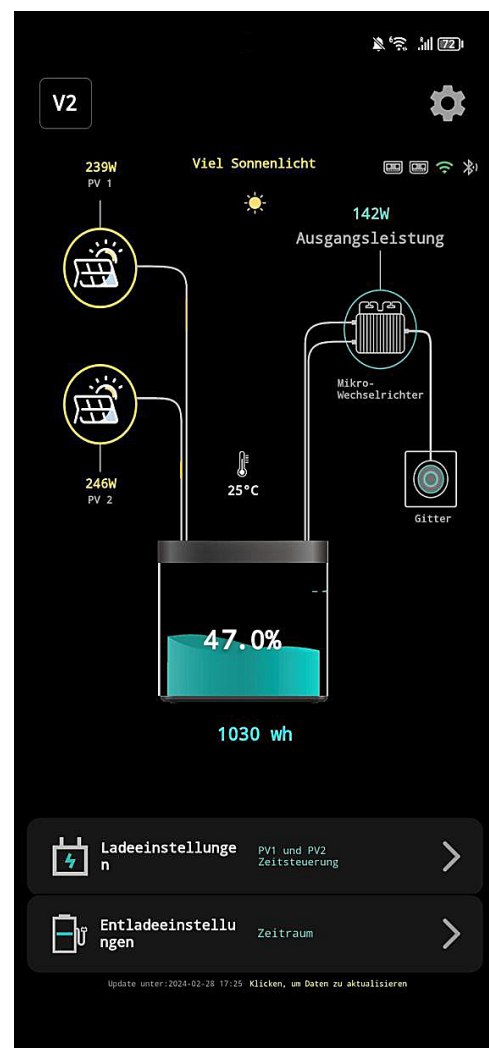 72
V2
239W
PV 1
Viel Sonnenlicht
142W
Ausgangsleistung
Mikro-
Wechselrichter
246W
PV 2
25°C
Gitter
47.0%
1030 wh
Ladeeinstellunge
n
PV1 und PV2
Zeitsteuerung
Entladeeinstellu
ngen
Zeitraum
Update unter:2024-02-28 17:25 Klicken, um Daten zu aktualisieren